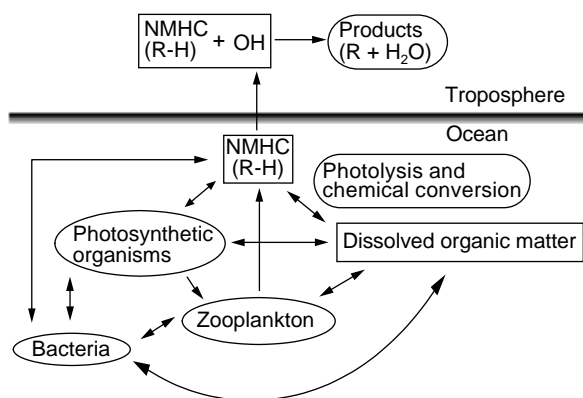 NMHC
(R-H) + OH
Products
(R + H₂O)
Troposphere
Ocean
NMHC
(R-H)
Photolysis and
chemical conversion
Photosynthetic
organisms
Dissolved organic matter
Zooplankton
Bacteria